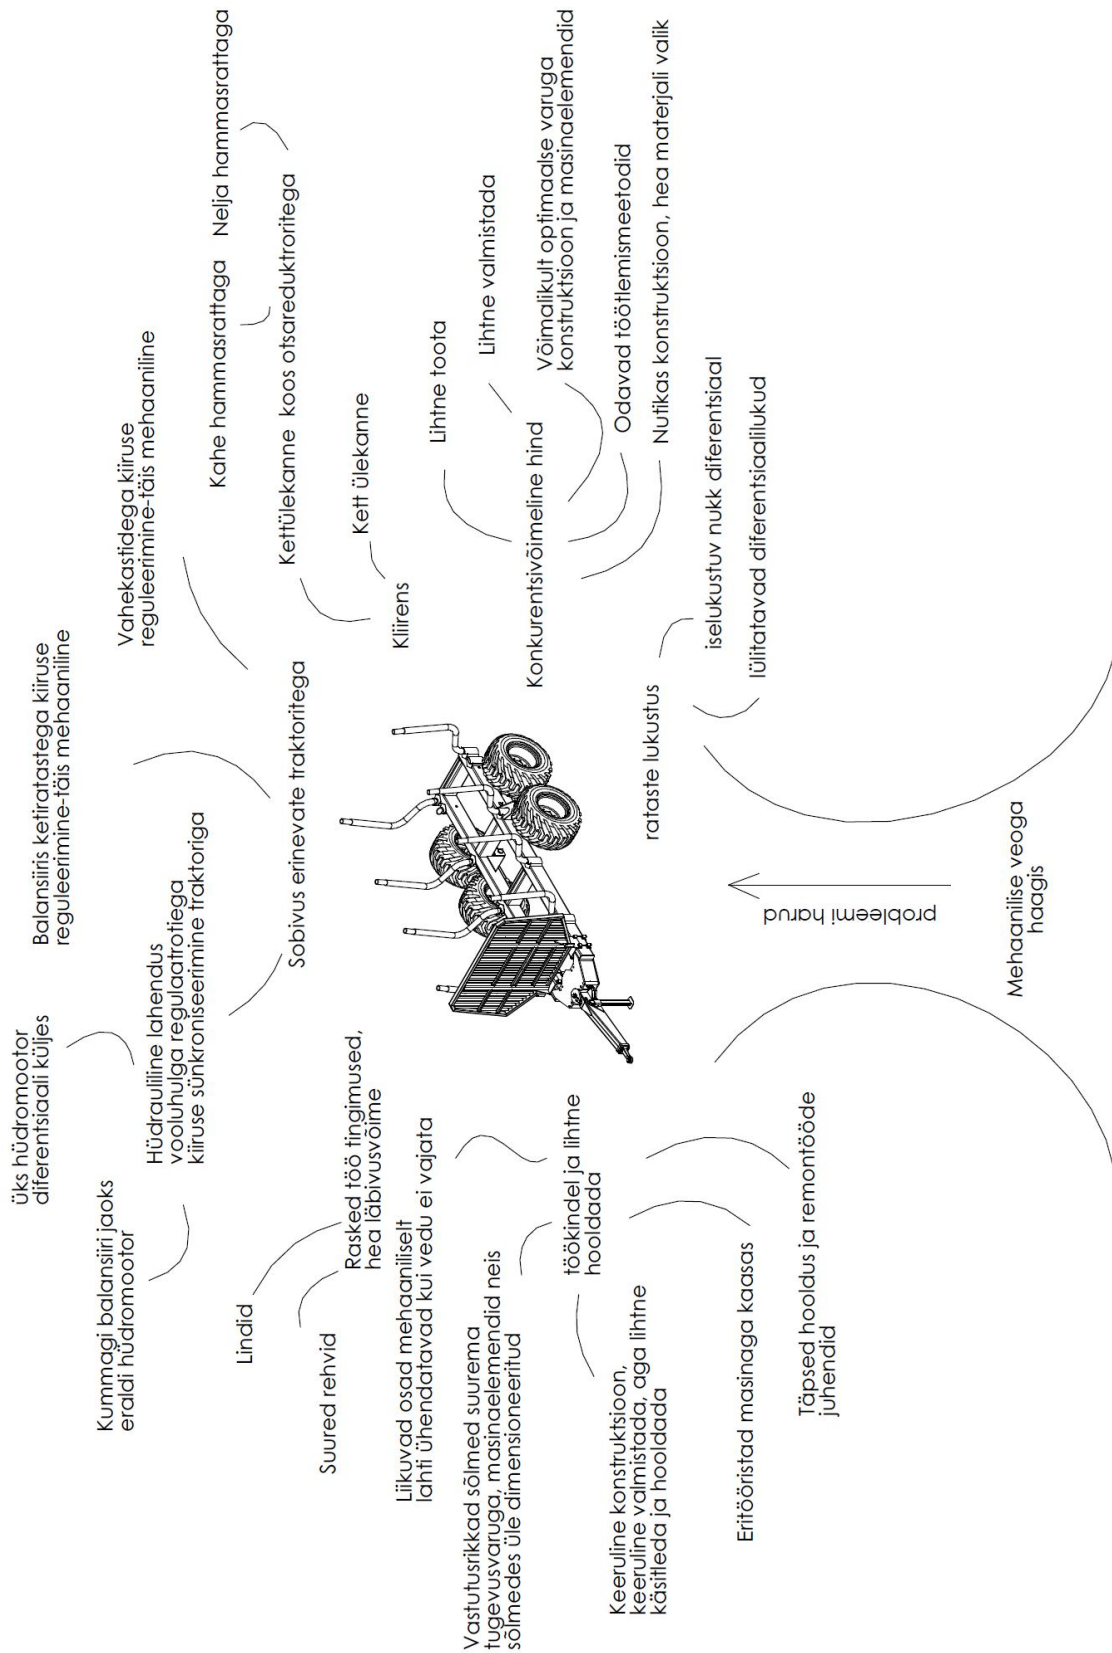 üks hüdromootor
diferentsiaali küljes
Balansiiris ketiratastega kiiruse
reguleerimine-täis mehaaniline
Kummagi balansiiri jaoks
eraldi hüdromootor
Vahekastidega kiiruse
reguleerimine-täis mehaaniline
Hüdrauliline lahendus
vooluhulga regulaatrotiega
kiiruse sünkroniseerimine traktoriga
Kahe hammasrattaga
Nelja hammasrattaga
Lindid
Sobivus erinevate traktoritega
Kettülekanne koos otsareduktroritega
Suured rehvid
Rasked töö tingimused,
hea läbivusvõime
Kett ülekanne
Kliirens
Liikuvad osad mehaaniliselt
lahti ühendatavad kui vedu ei vajata
Lihtne toota
Vastutusrikkad sõlmed suurema
tugevusvaruga, masinaelemendid neis
sõlmedes üle dimensioneeritud
Lihtne valmistada
töökindel ja lihtne
hooldada
Konkurentsivõimeline hind
Võimalikult optimaalse varuga
konstruktsioon ja masinaelemendid
Keeruline konstruktsioon,
keeruline valmistada, aga lihtne
käsitleda ja hooldada
Odavad töötlemismeetodid
rataste lukustus
Nutikas konstruktsioon, hea materjali valik
Eritööristad masinaga kaasas
iselukustuv nukk diferentsiaal
lülitatavad diferentsiaalilukud
Täpsed hooldus ja remontööde
juhendid
probleemi harud
Mehaanilise veoga
haagis